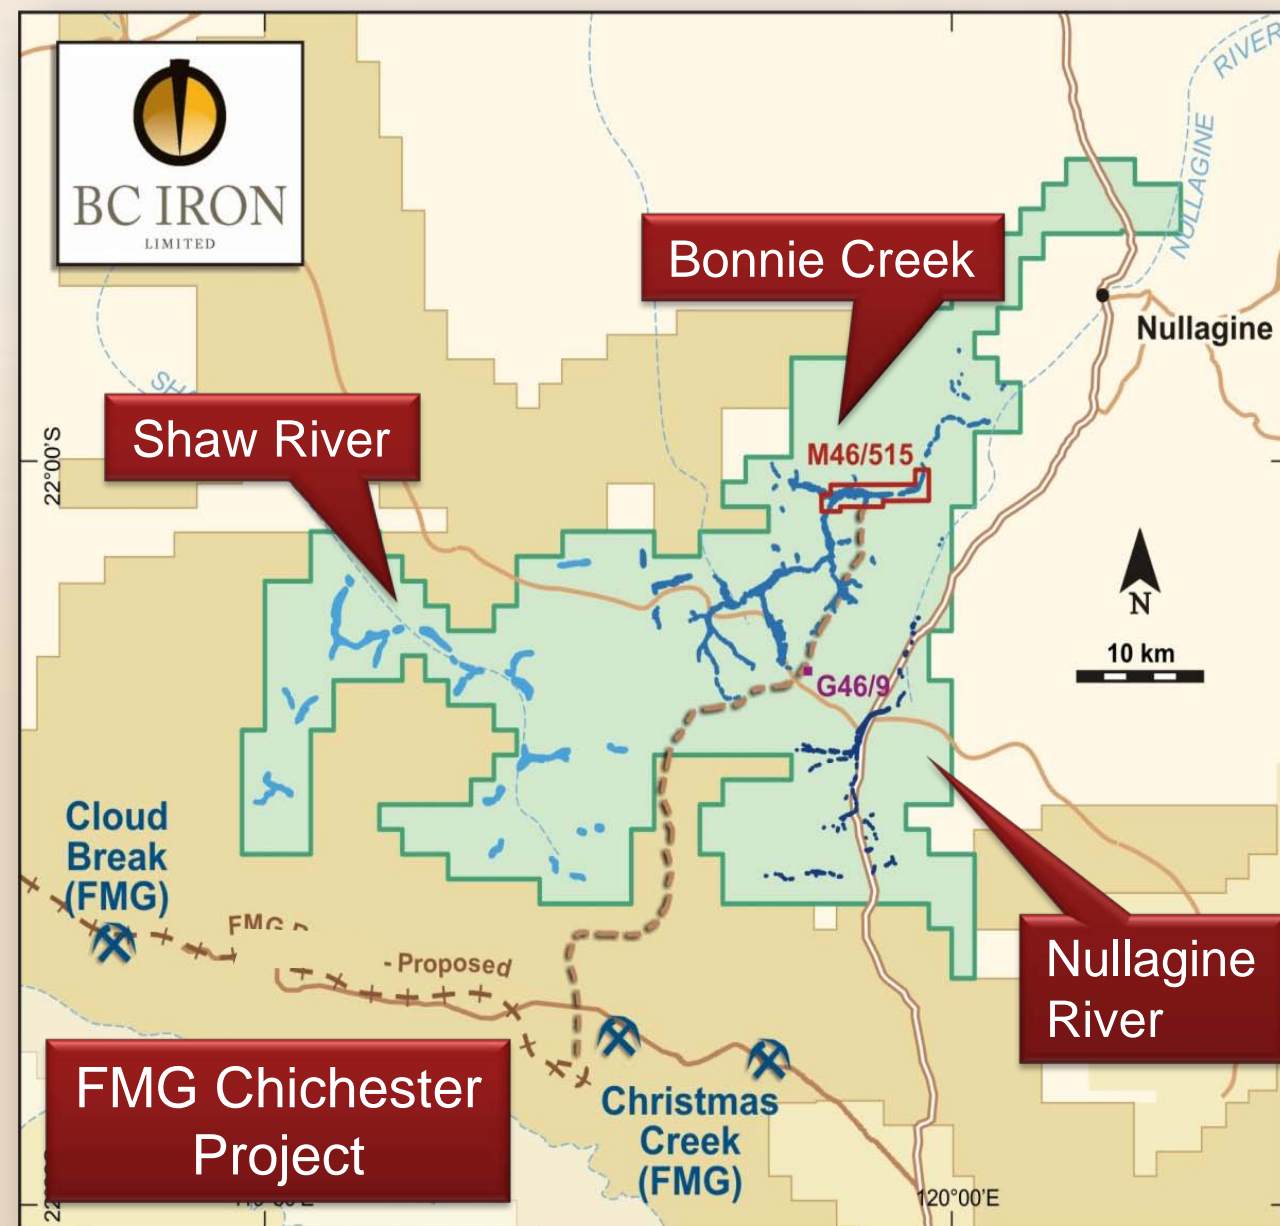 BC IRON
LIMITED
RIVER
NULLAGINE
Bonnie Creek
Nullagine
Shaw River
22°00'S
M46/515
N
10 km
G46/9
Cloud
Break
(FMG)
FMG
- Proposed
Nullagine
River
FMG Chichester
Project
Christmas
Creek
(FMG)
120°00'E